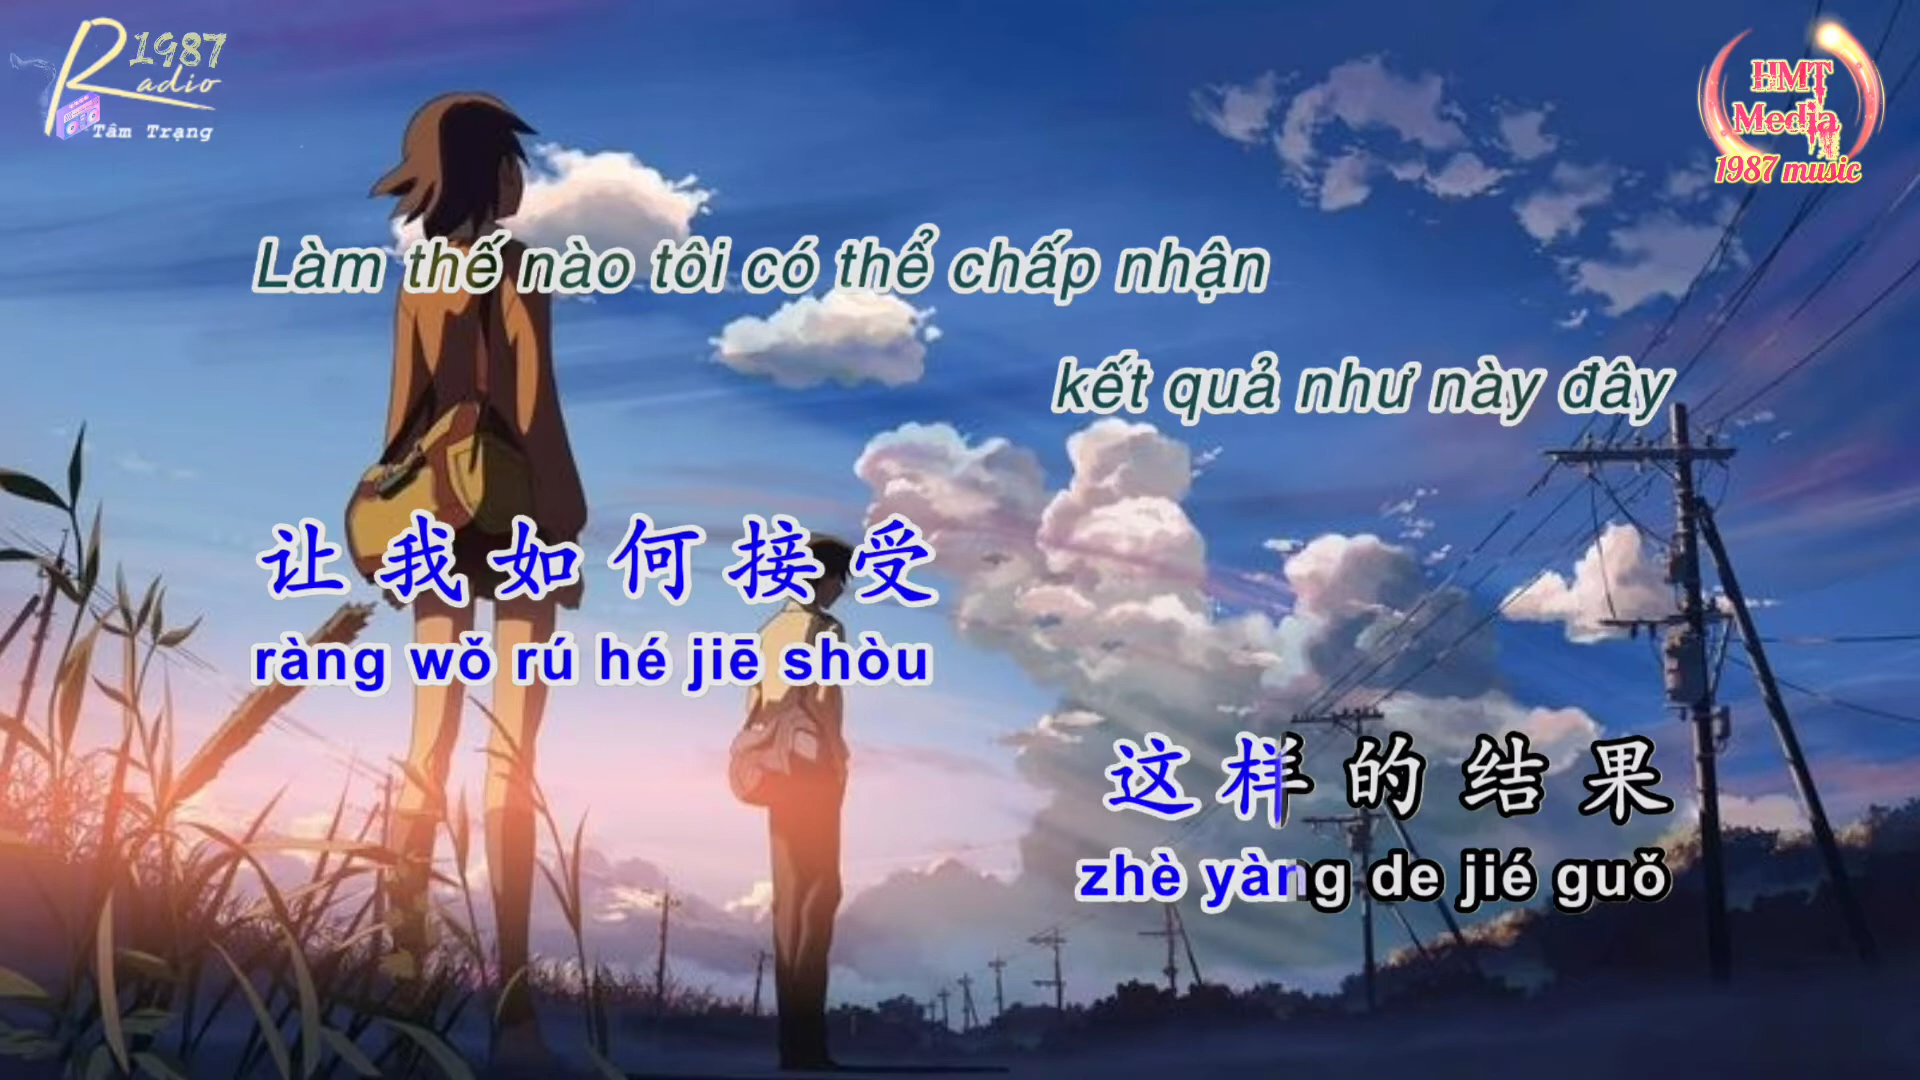 1987
Radio
Tâm Trạng
HMT
Media
1987 music
Làm thế nào tôi có thể chấp nhận
kết quả như này đây
让我如何接受
ràng wǒ rú hé jiē shòu
这样的结果
zhè yàng de jié guǒ